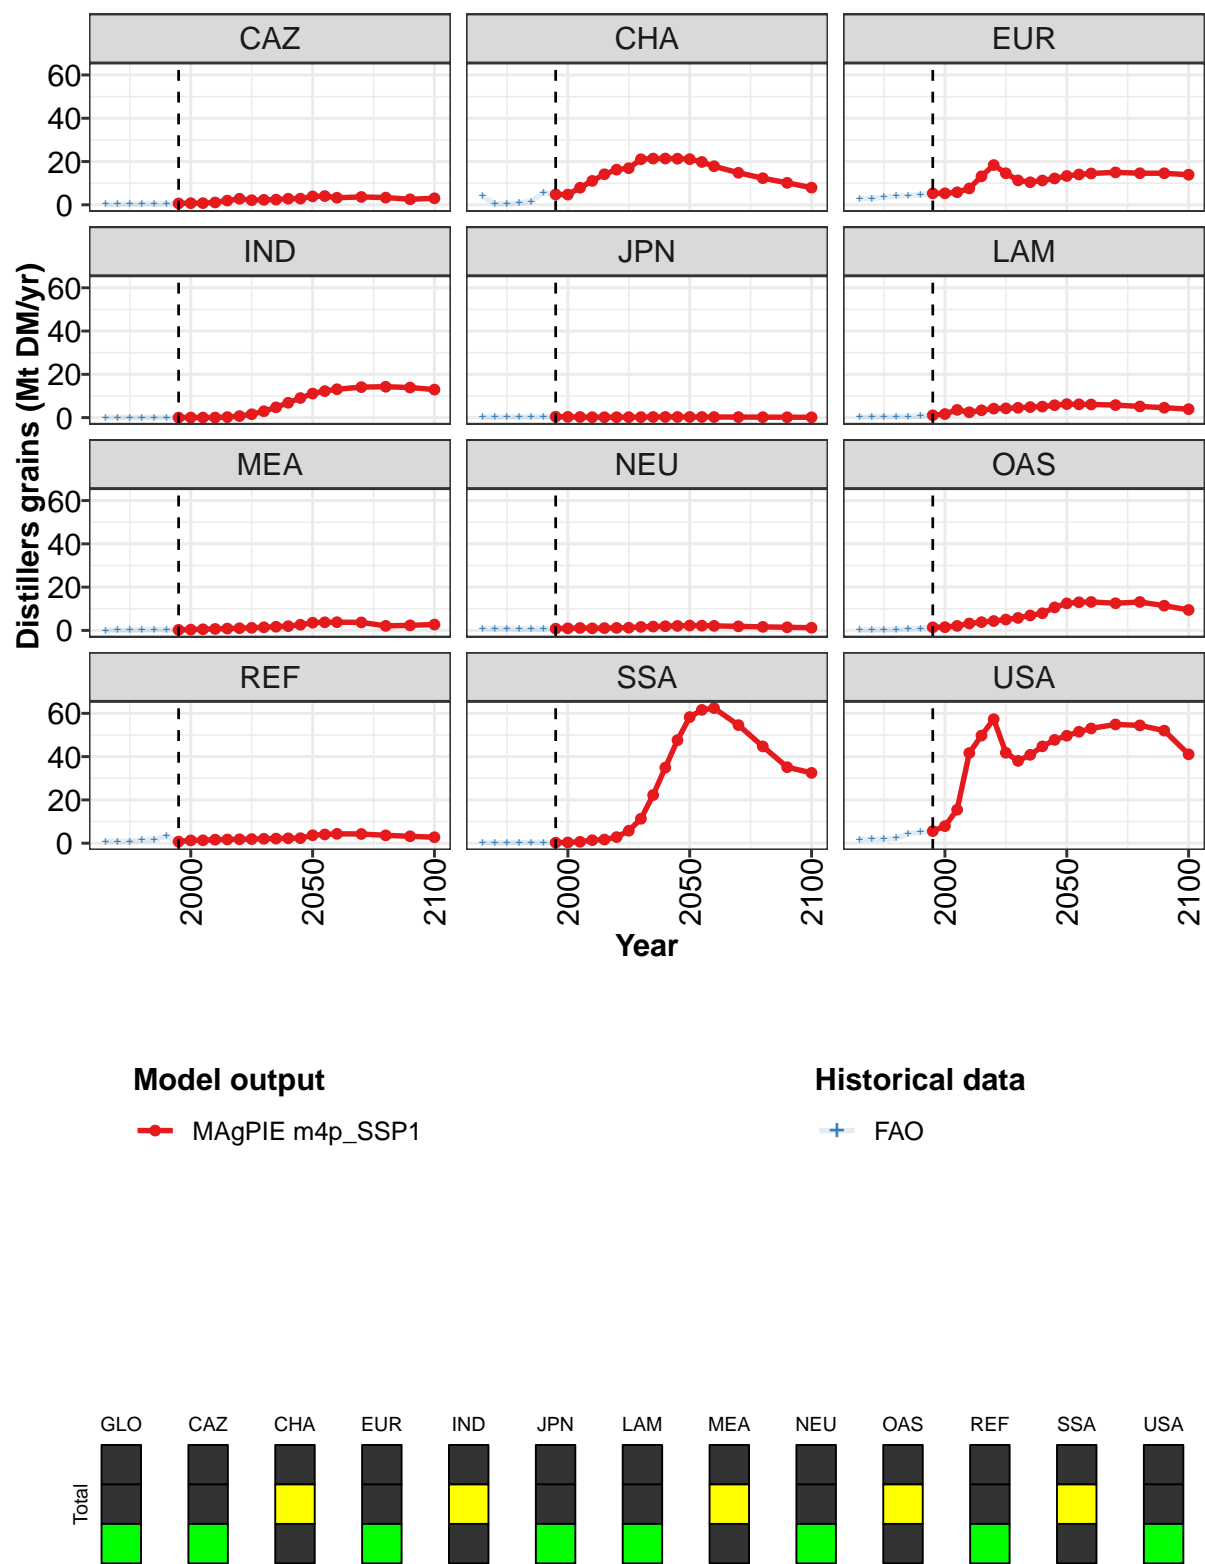 CAZ CHA EUR
60
40
20
0
IND JPN LAM
60
40
20
0
MEA NEU OAS
60
40
20
0
REF SSA USA
60
40
20
0
Distillers grains (Mt DM/yr)
2000 2050 2100 2000 2050 2100 2000 2050 2100
Year
Model output Historical data
MAgPIE m4p_SSP1 FAO
GLO CAZ CHA EUR IND JPN LAM MEA NEU OAS REF SSA USA
Total